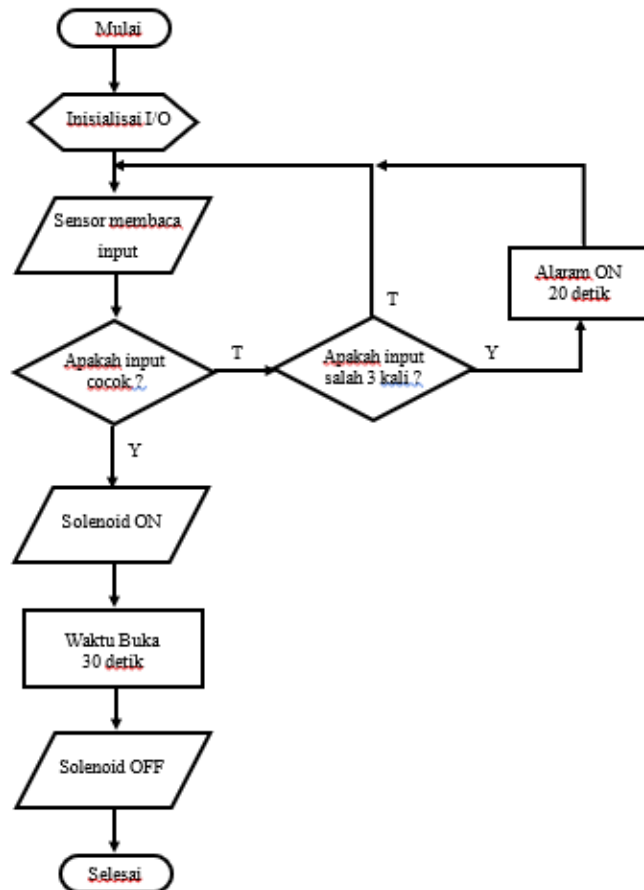 Mulai
Inisialisai I/O
Sensor membaca
input
Apakah input
cocok ?
T
Apakah input
salah 3 kali ?
T
Y
Alaram ON
20 detik
Y
Solenoid ON
Waktu Buka
30 detik
Solenoid OFF
Selesai